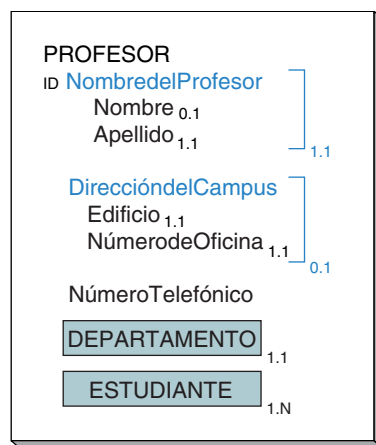 PROFESOR
ID NombredelProfesor
Nombre 0.1
Apellido 1.1
1.1
DireccióndelCampus
Edificio 1.1
NúmerodeOficina 1.1
0.1
NúmeroTelefónico
DEPARTAMENTO 1.1
ESTUDIANTE 1.N